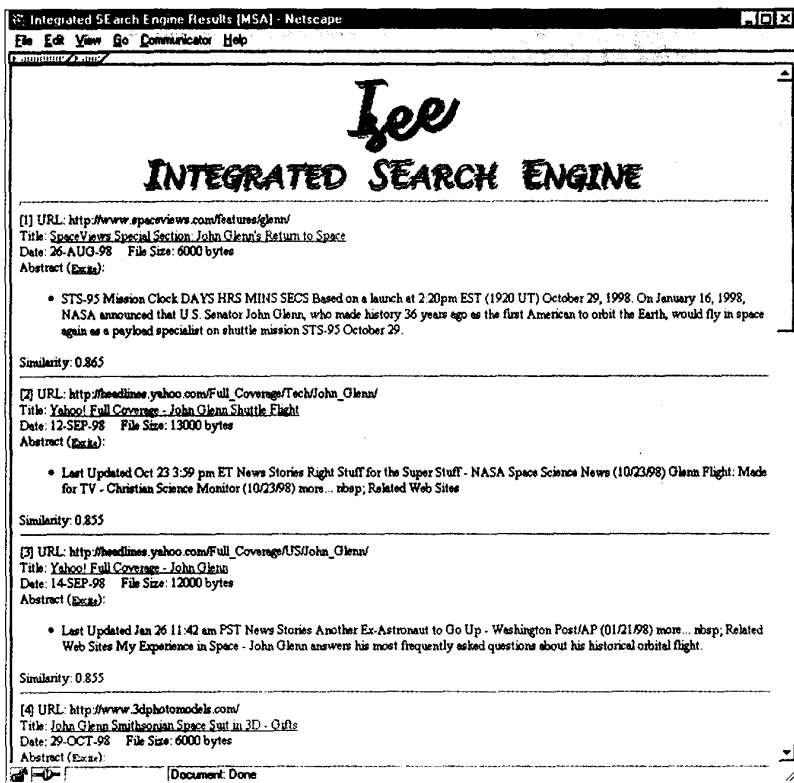 Integrated SEarch Engine Results [MSA] - Netscape
File Edit View Go Communicator Help
Isee
INTEGRATED SEARCH ENGINE
[1] URL: http://www.spaceviews.com/features/glenn/
Title: SpaceViews Special Section: John Glenn's Return to Space
Date: 26-AUG-98 File Size: 6000 bytes
Abstract (Excite):
• STS-95 Mission Clock DAYS HRS MINS SECS Based on a launch at 2:20pm EST (1920 UT) October 29, 1998. On January 16, 1998,
NASA announced that U S. Senator John Glenn, who made history 36 years ago as the first American to orbit the Earth, would fly in space
again as a payload specialist on shuttle mission STS-95 October 29.
Similarity: 0.865
[2] URL: http://headlines.yahoo.com/Full_Coverage/Tech/John_Glenn/
Title: Yahoo! Full Coverage - John Glenn Shuttle Flight
Date: 12-SEP-98 File Size: 13000 bytes
Abstract (Excite):
• Last Updated Oct 23 3:59 pm ET News Stories Right Stuff for the Super Stuff - NASA Space Science News (10/23/98) Glenn Flight: Made
for TV - Christian Science Monitor (10/23/98) more... nbsp; Related Web Sites
Similarity: 0.855
[3] URL: http://headlines.yahoo.com/Full_Coverage/US/John_Glenn/
Title: Yahoo! Full Coverage - John Glenn
Date: 14-SEP-98 File Size: 12000 bytes
Abstract (Excite):
• Last Updated Jan 26 11:42 am PST News Stories Another Ex-Astronaut to Go Up - Washington Post/AP (01/21/98) more... nbsp; Related
Web Sites My Experience in Space - John Glenn answers his most frequently asked questions about his historical orbital flight.
Similarity: 0.855
[4] URL: http://www.3dphotomodels.com/
Title: John Glenn Smithsonian Space Suit in 3D - Gifts
Date: 29-OCT-98 File Size: 6000 bytes
Abstract (Excite):
Document: Done